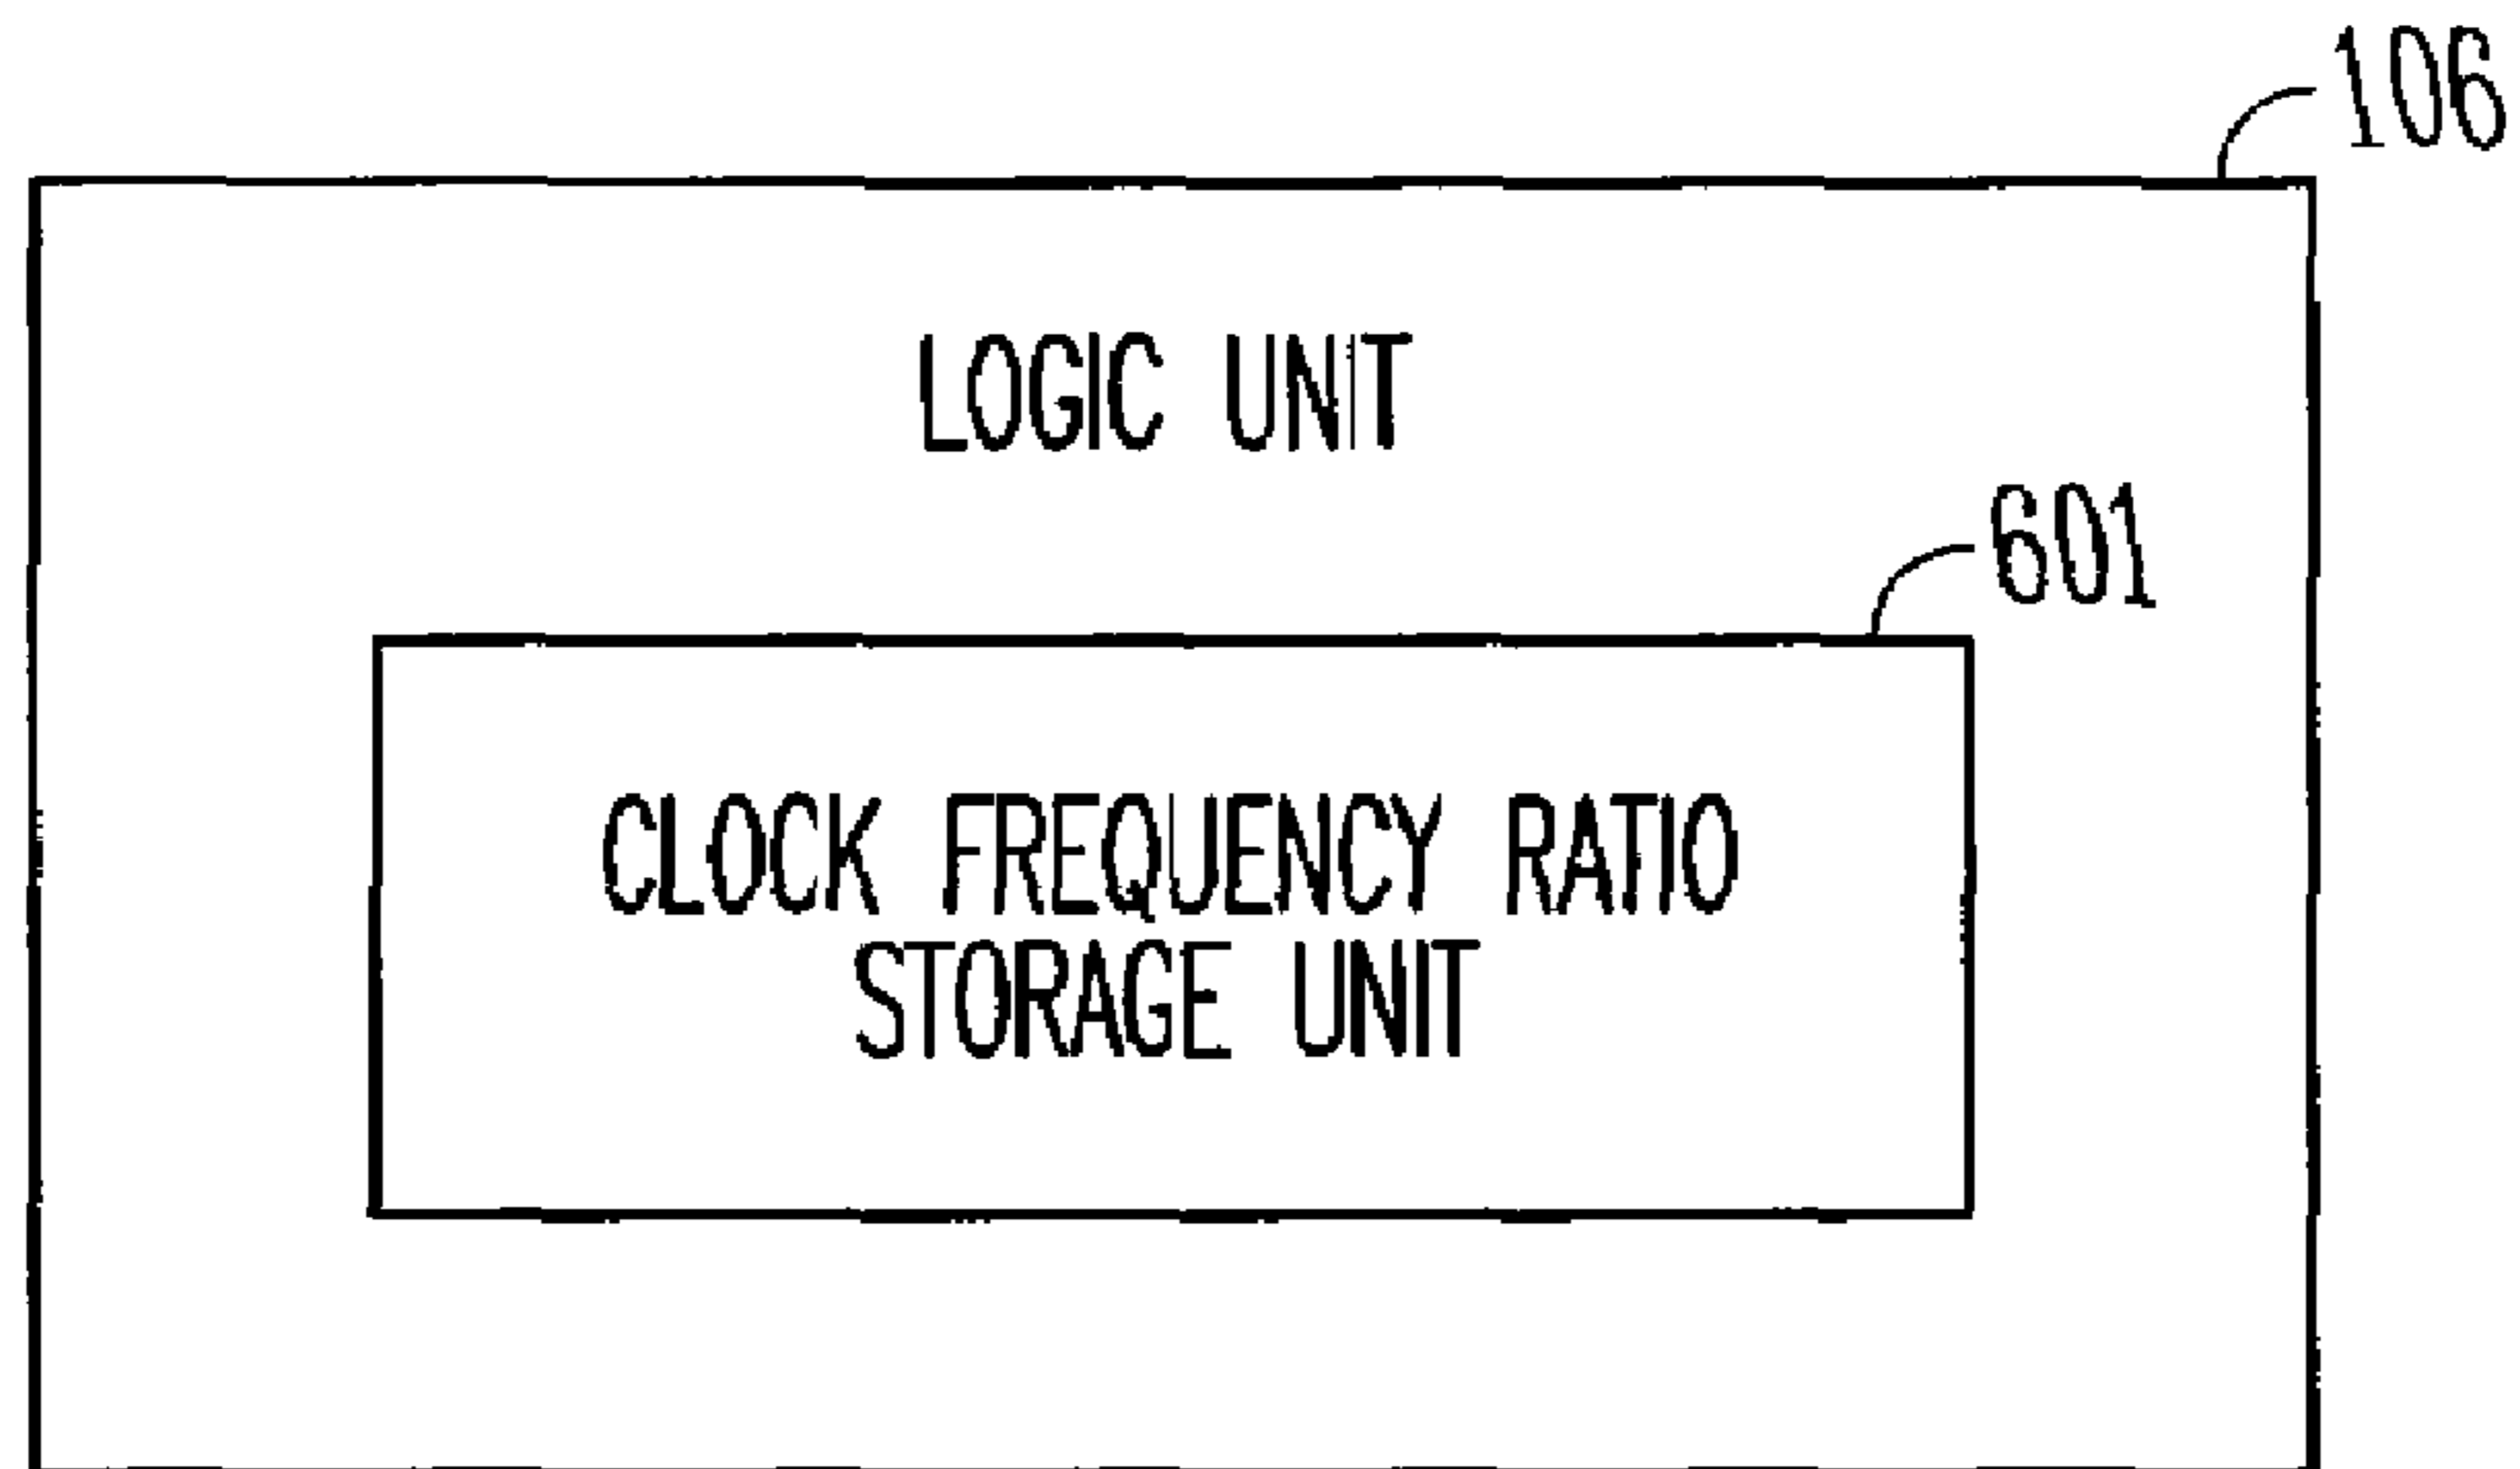 106
LOGIC UNIT
601
CLOCK FREQUENCY RATIO
STORAGE UNIT